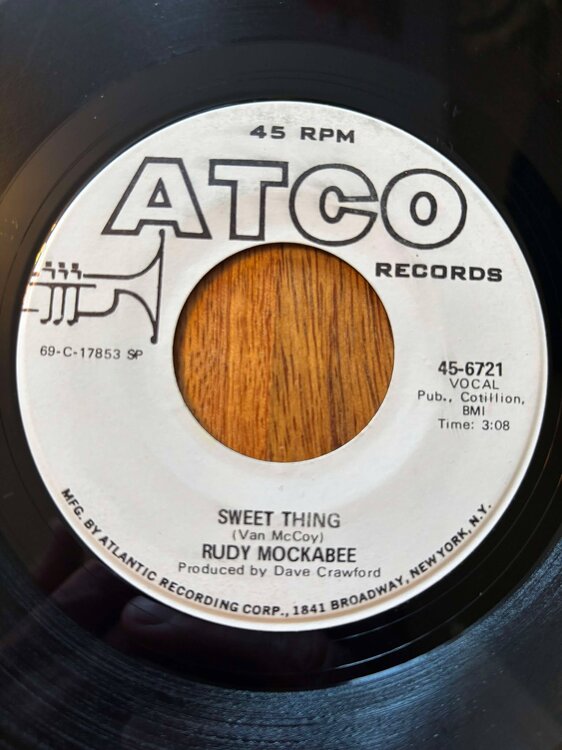 45 RPM
ATCO
RECORDS
69-C-17853 SP
45-6721
VOCAL
Pub., Cotillion,
BMI
Time: 3:08
SWEET THING
(Van McCoy)
RUDY MOCKABEE
Produced by Dave Crawford
MFG. BY ATLANTIC RECORDING CORP., 1841 BROADWAY, NEW YORK, N.Y.